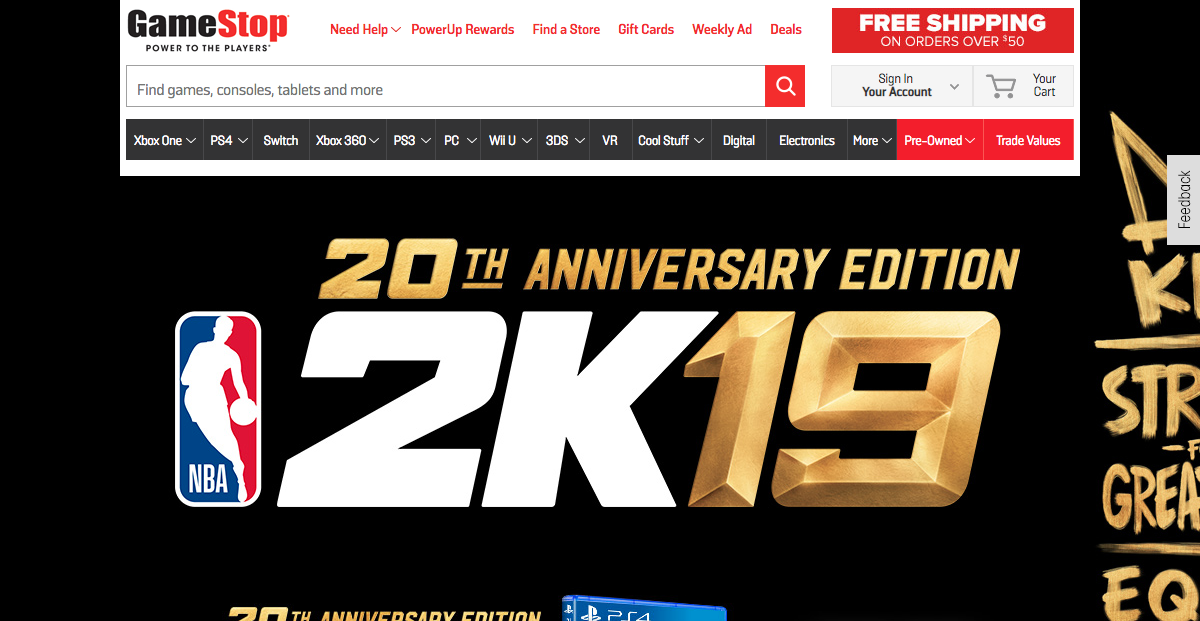 GameStop
POWER TO THE PLAYERS
Need Help
PowerUp Rewards
Find a Store
Gift Cards
Weekly Ad
Deals
FREE SHIPPING
ON ORDERS OVER $50
Find games, consoles, tablets and more
Sign In
Your Account
Your
Cart
Xbox One
PS4
Switch
Xbox 360
PS3
PC
Wii U
3DS
VR
Cool Stuff
Digital
Electronics
More
Pre-Owned
Trade Values
Feedback
20TH ANNIVERSARY EDITION
NBA
2K19
STR
GREA
EQ
20TH ANNIVERSARY EDITION
PS4